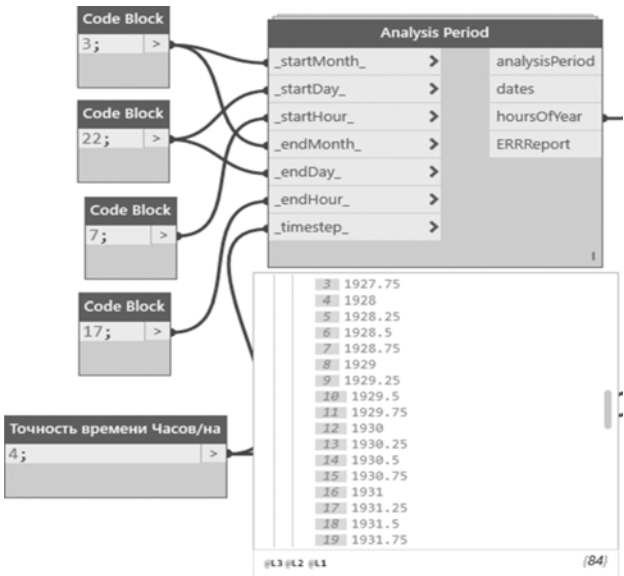 Code Block
3; >
Code Block
22; >
Code Block
7; >
Code Block
17; >
Точность времени Часов/на
4; >
Analysis Period
_startMonth_ > analysisPeriod
_startDay_ > dates
_startHour_ > hoursOfYear
_endMonth_ > ERRReport
_endDay_ >
_endHour_ >
_timestep_ >
I
3 1927.75
4 1928
5 1928.25
6 1928.5
7 1928.75
8 1929
9 1929.25
10 1929.5
11 1929.75
12 1930
13 1930.25
14 1930.5
15 1930.75
16 1931
17 1931.25
18 1931.5
19 1931.75
@L3 @L2 @L1 {84}